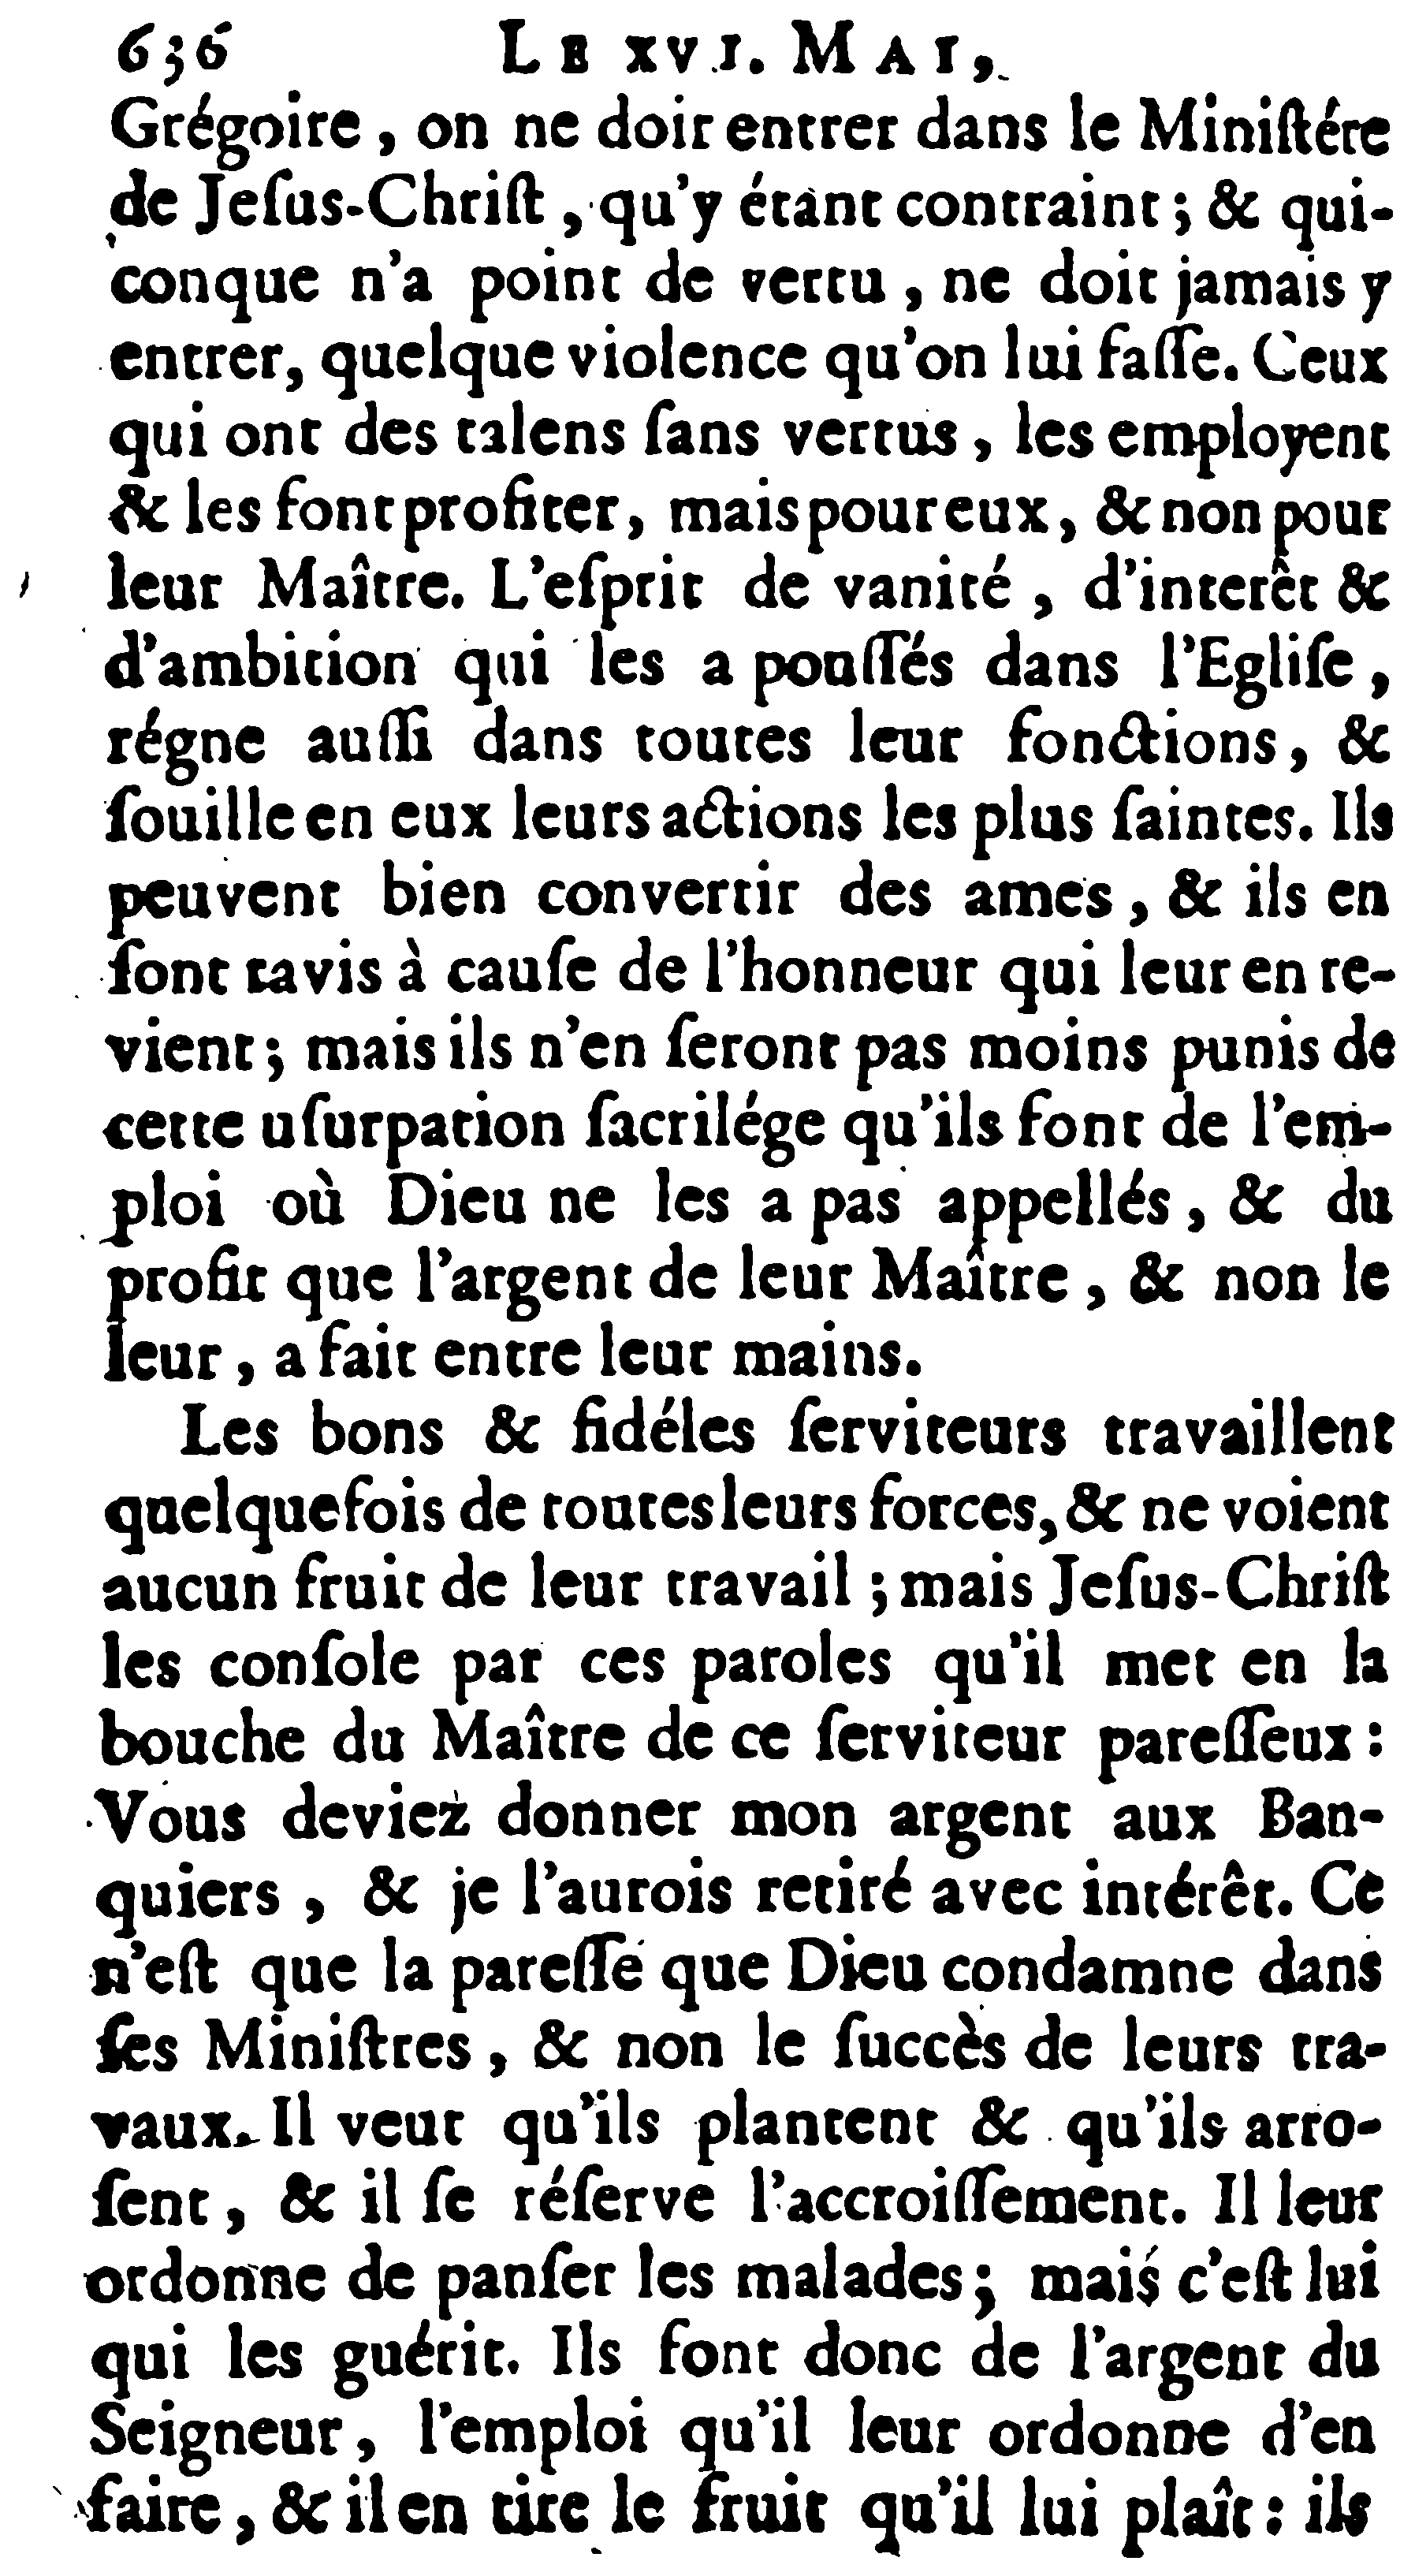 636 LE XVI. MAI,
Grégoire, on ne doit entrer dans le Miniſtére
de Jeſus-Chriſt, qu'y étant contraint; & qui-
conque n'a point de vertu, ne doit jamais y
entrer, quelque violence qu'on lui faſſe. Ceux
qui ont des talens ſans vertus, les employent
& les font profiter, mais pour eux, & non pour
leur Maître. L'eſprit de vanité, d'interêt &
d'ambition qui les a pouſſés dans l'Egliſe,
régne auſſi dans toutes leur fonctions, &
ſouille en eux leurs actions les plus ſaintes. Ils
peuvent bien convertir des ames, & ils en
ſont ravis à cauſe de l'honneur qui leur en re-
vient; mais ils n'en ſeront pas moins punis de
cette uſurpation ſacrilége qu'ils font de l'em-
ploi où Dieu ne les a pas appellés, & du
profit que l'argent de leur Maître, & non le
leur, a fait entre leur mains.
Les bons & fidéles ſerviteurs travaillent
quelquefois de toutes leurs forces, & ne voient
aucun fruit de leur travail; mais Jeſus-Chriſt
les conſole par ces paroles qu'il met en la
bouche du Maître de ce ſerviteur pareſſeux:
Vous deviez donner mon argent aux Ban-
quiers, & je l'aurois retiré avec intérêt. Ce
n'eſt que la pareſſe que Dieu condamne dans
ſes Miniſtres, & non le ſuccès de leurs tra-
vaux. Il veut qu'ils plantent & qu'ils arro-
ſent, & il ſe réſerve l'accroiſſement. Il leur
ordonne de panſer les malades; mais c'eſt lui
qui les guérit. Ils font donc de l'argent du
Seigneur, l'emploi qu'il leur ordonne d'en
faire, & il en tire le fruit qu'il lui plaît: ils